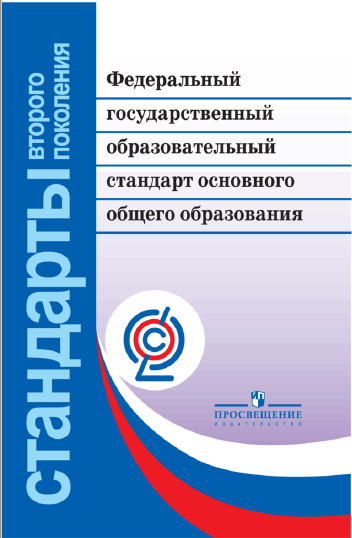 стандарты
второго
поколения
Федеральный
государственный
образовательный
стандарт основного
общего образования
ПРОСВЕЩЕНИЕ
ИЗДАТЕЛЬСТВО